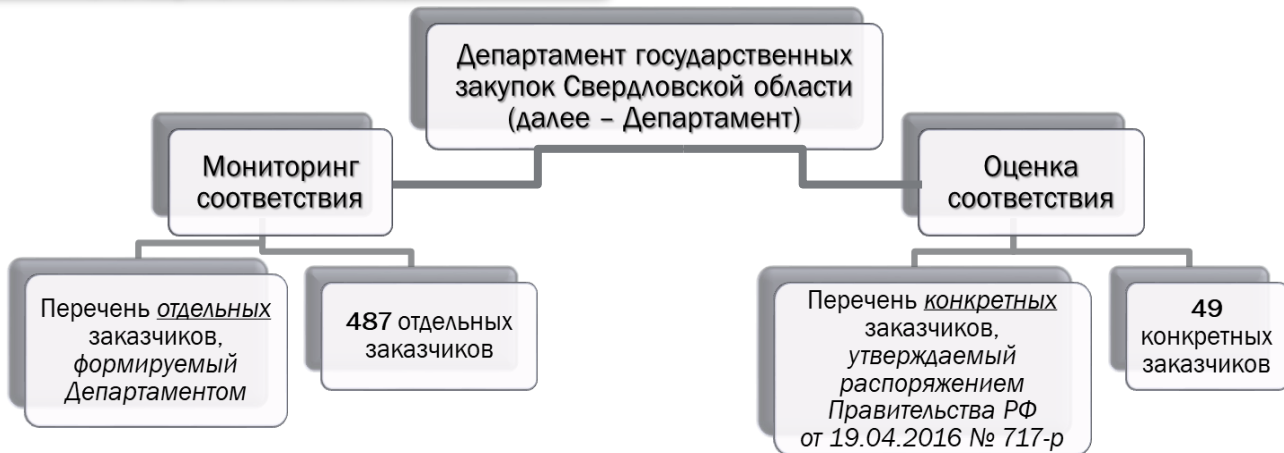 Департамент государственных
закупок Свердловской области
(далее – Департамент)
Мониторинг
соответствия
Оценка
соответствия
Перечень отдельных
заказчиков,
формируемый
Департаментом
487 отдельных
заказчиков
Перечень конкретных
заказчиков,
утверждаемый
распоряжением
Правительства РФ
от 19.04.2016 № 717-р
49
конкретных
заказчиков